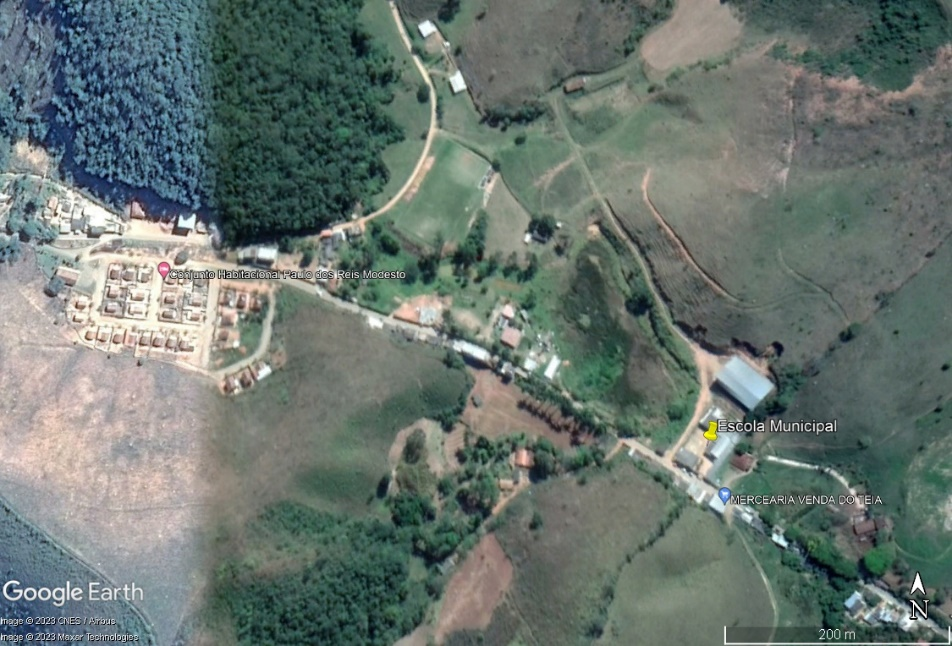 Conjunto Habitacional Paulo dos Reis Modesto
Escola Municipal
MERCEARIA VENDA DO TEIA
Google Earth
Image © 2023 CNES / Airbus
Image © 2023 Maxar Technologies
N
200 m